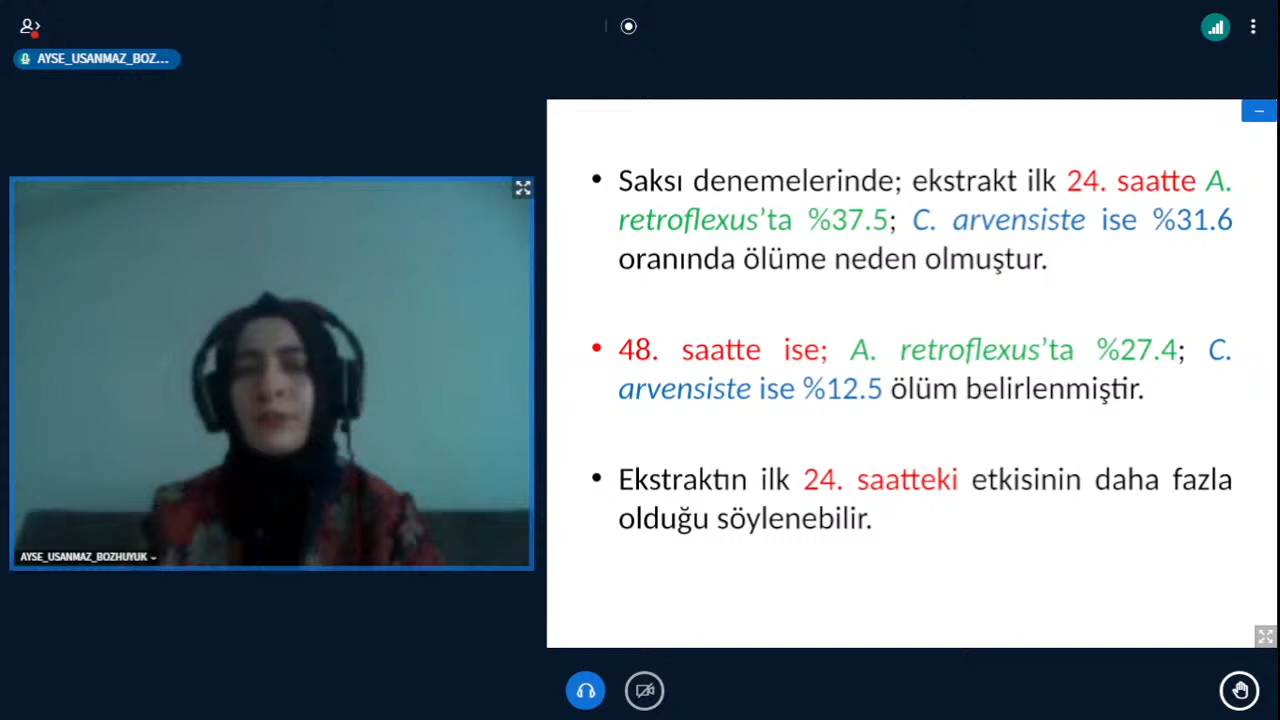 AYSE_USANMAZ_BOZ...
Saksı denemelerinde; ekstrakt ilk 24. saatte A.
retroflexus’ta %37.5; C. arvensiste ise %31.6
oranında ölüme neden olmuştur.
48. saatte ise; A. retroflexus’ta %27.4; C.
arvensiste ise %12.5 ölüm belirlenmiştir.
Ekstraktın ilk 24. saatteki etkisinin daha fazla
olduğu söylenebilir.
AYSE_USANMAZ_BOZHUYUK